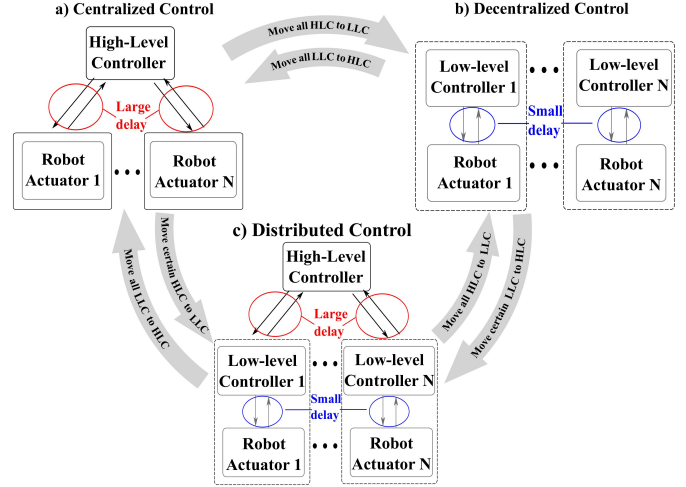 a) Centralized Control
High-Level
Controller
Large
delay
Robot
Actuator 1
Robot
Actuator N
Move all HLC to LLC
Move all LLC to HLC
b) Decentralized Control
Low-level
Controller 1
Low-level
Controller N
Small
delay
Robot
Actuator 1
Robot
Actuator N
Move all LLC to HLC
Move certain HLC to LLC
c) Distributed Control
High-Level
Controller
Large
delay
Low-level
Controller 1
Low-level
Controller N
Small
delay
Robot
Actuator 1
Robot
Actuator N
Move all HLC to LLC
Move certain LLC to HLC